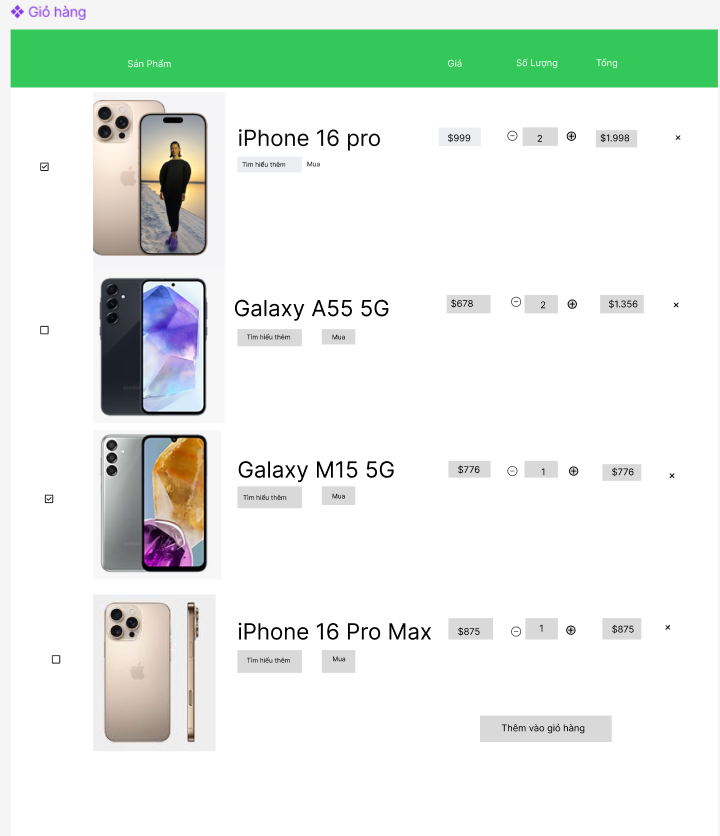 Giỏ hàng
Sản Phẩm Giá Số Lượng Tổng
iPhone 16 pro $999 2 $1.998 ×
Tìm hiểu thêm Mua
Galaxy A55 5G $678 2 $1.356 ×
Tìm hiểu thêm Mua
Galaxy M15 5G $776 1 $776 ×
Tìm hiểu thêm Mua
iPhone 16 Pro Max $875 1 $875 ×
Tìm hiểu thêm Mua
Thêm vào giỏ hàng